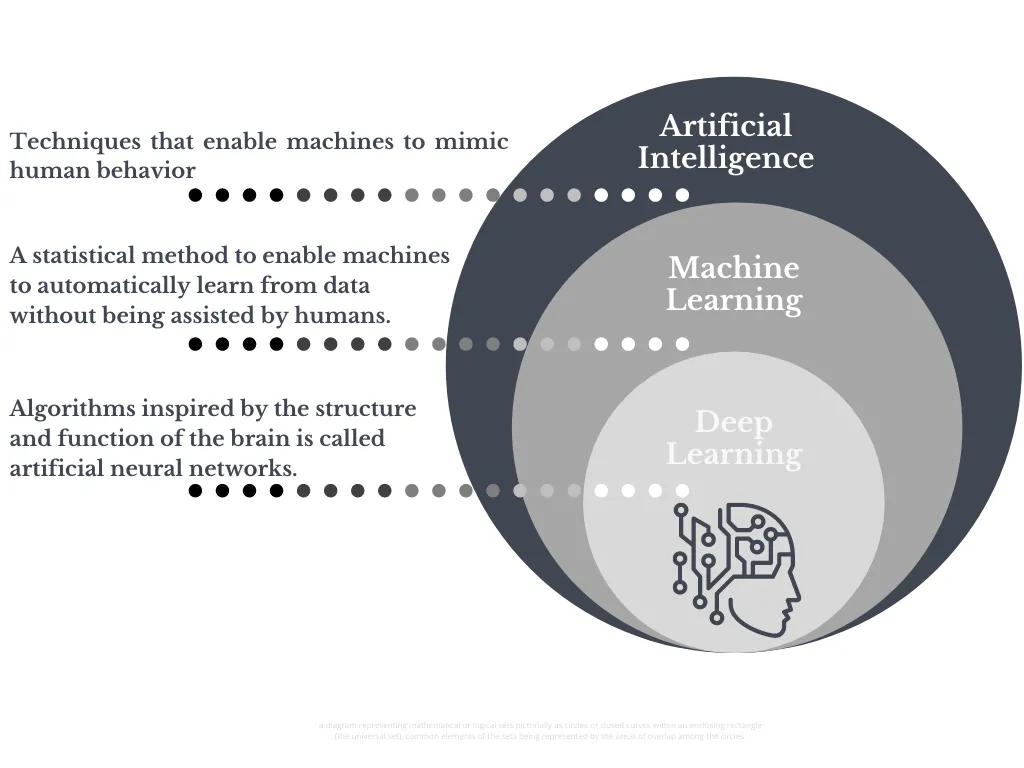 Techniques that enable machines to mimic
human behavior
A statistical method to enable machines
to automatically learn from data
without being assisted by humans.
Algorithms inspired by the structure
and function of the brain is called
artificial neural networks.
Artificial
Intelligence
Machine
Learning
Deep
Learning
a diagram representing mathematical or logical sets pictorially as circles or closed curves within an enclosing rectangle
(the universal set), common elements of the sets being represented by the areas of overlap among the circles